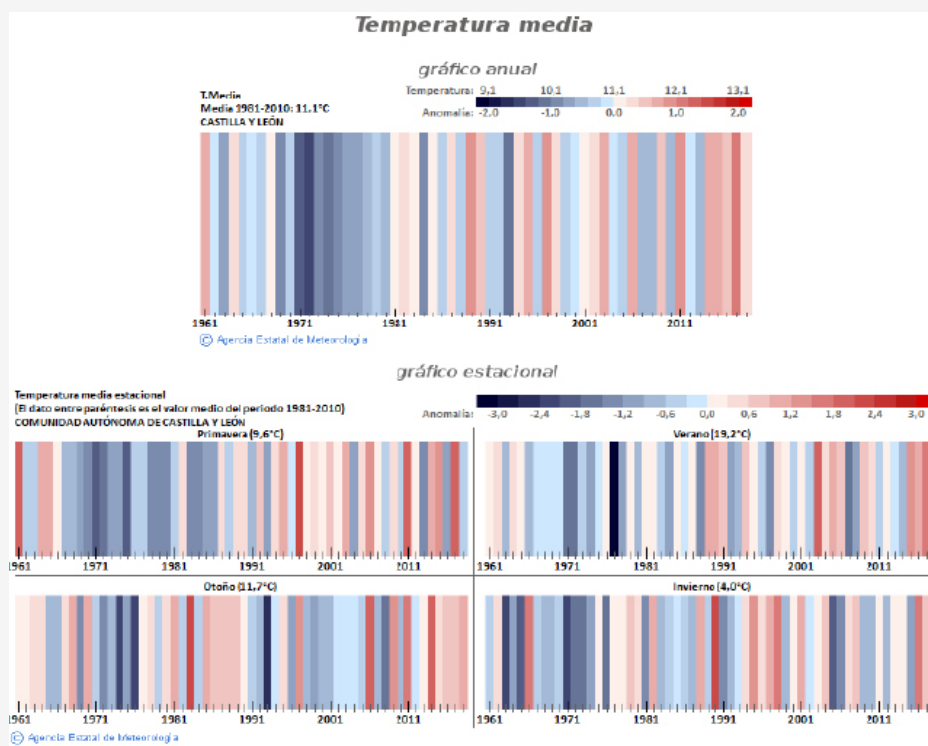 Temperatura media
gráfico anual
T.Media
Media 1981-2010: 11,1°C
CASTILLA Y LEÓN
Temperatura: 9,1 10,1 11,1 12,1 13,1
Anomalía: -2,0 -1,0 0,0 1,0 2,0
1961 1971 1981 1991 2001 2011
© Agencia Estatal de Meteorología
gráfico estacional
Temperatura media estacional
(El dato entre paréntesis es el valor medio del periodo 1981-2010)
COMUNIDAD AUTÓNOMA DE CASTILLA Y LEÓN
Anomalía: -3,0 -2,4 -1,8 -1,2 -0,6 0,0 0,6 1,2 1,8 2,4 3,0
Primavera (9,6°C)
1961 1971 1981 1991 2001 2011
Verano (19,2°C)
1961 1971 1981 1991 2001 2011
Otoño (11,7°C)
1961 1971 1981 1991 2001 2011
Invierno (4,0°C)
1961 1971 1981 1991 2001 2011
© Agencia Estatal de Meteorología